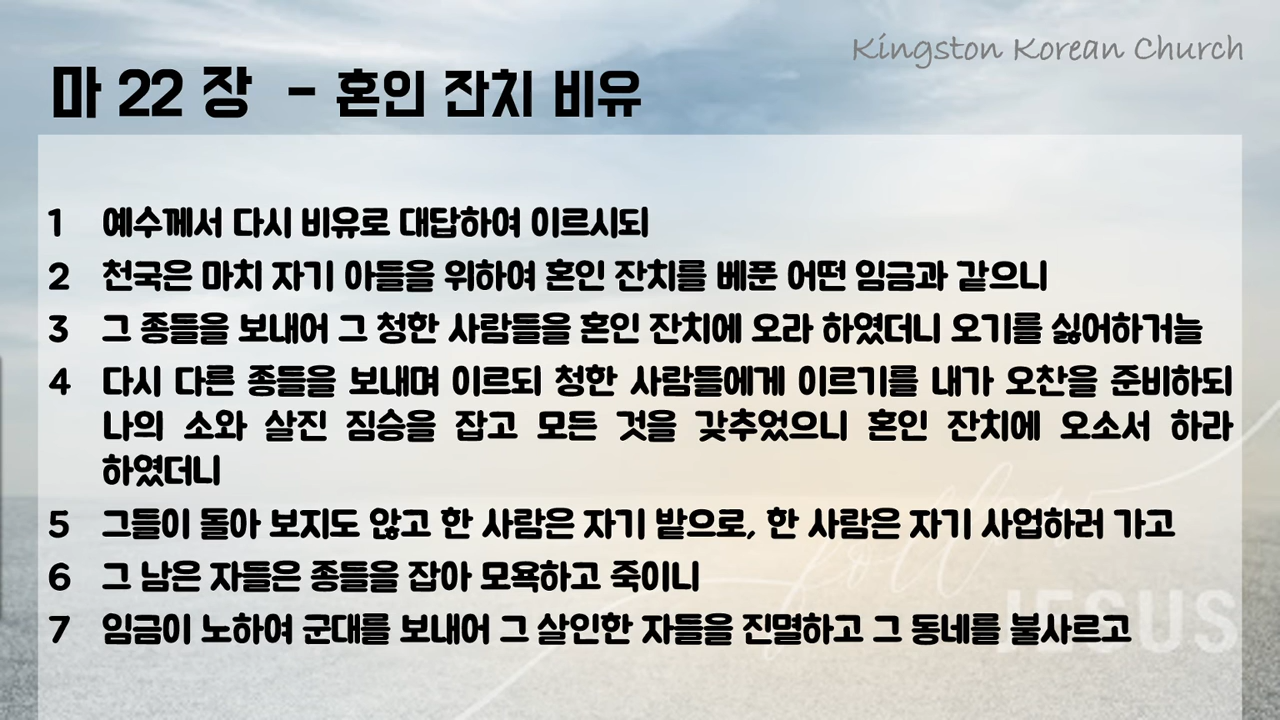 Kingston Korean Church
마 22 장 - 혼인 잔치 비유
1 예수께서 다시 비유로 대답하여 이르시되
2 천국은 마치 자기 아들을 위하여 혼인 잔치를 베푼 어떤 임금과 같으니
3 그 종들을 보내어 그 청한 사람들을 혼인 잔치에 오라 하였더니 오기를 싫어하거늘
4 다시 다른 종들을 보내며 이르되 청한 사람들에게 이르기를 내가 오찬을 준비하되
나의 소와 살진 짐승을 잡고 모든 것을 갖추었으니 혼인 잔치에 오소서 하라
하였더니
5 그들이 돌아 보지도 않고 한 사람은 자기 밭으로, 한 사람은 자기 사업하러 가고
6 그 남은 자들은 종들을 잡아 모욕하고 죽이니
7 임금이 노하여 군대를 보내어 그 살인한 자들을 진멸하고 그 동네를 불사르고
follow
JESUS